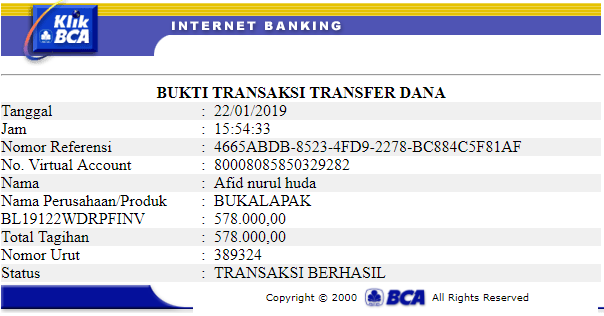 Klik
BCA
INTERNET BANKING
BUKTI TRANSAKSI TRANSFER DANA
Tanggal : 22/01/2019
Jam : 15:54:33
Nomor Referensi : 4665ABDB-8523-4FD9-2278-BC884C5F81AF
No. Virtual Account : 80008085850329282
Nama : Afid nurul huda
Nama Perusahaan/Produk : BUKALAPAK
BL19122WDRPFINV : 578.000,00
Total Tagihan : 578.000,00
Nomor Urut : 389324
Status : TRANSAKSI BERHASIL
Copyright © 2000 BCA All Rights Reserved